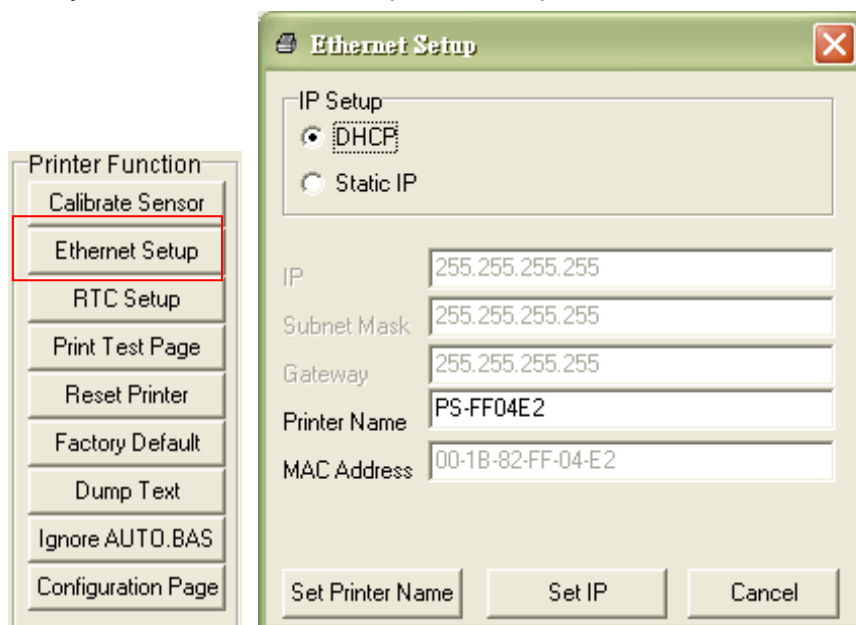 Printer Function
Calibrate Sensor
Ethernet Setup
RTC Setup
Print Test Page
Reset Printer
Factory Default
Dump Text
Ignore AUTO.BAS
Configuration Page
Ethernet Setup
IP Setup
DHCP
Static IP
IP 255.255.255.255
Subnet Mask 255.255.255.255
Gateway 255.255.255.255
Printer Name PS-FF04E2
MAC Address 00-1B-82-FF-04-E2
Set Printer Name Set IP Cancel